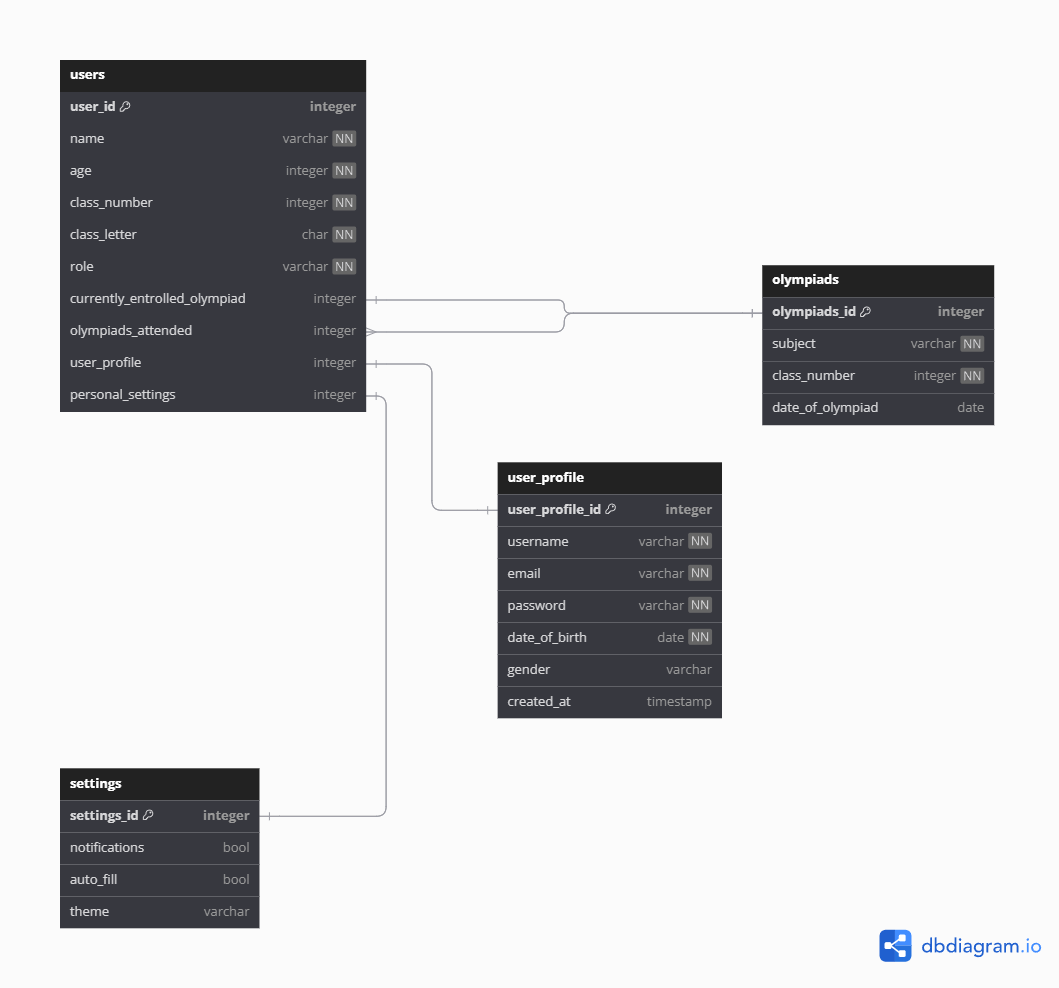 users
user_id integer
name varchar NN
age integer NN
class_number integer NN
class_letter char NN
role varchar NN
currently_entrolled_olympiad integer
olympiads_attended integer
user_profile integer
personal_settings integer
olympiads
olympiads_id integer
subject varchar NN
class_number integer NN
date_of_olympiad date
user_profile
user_profile_id integer
username varchar NN
email varchar NN
password varchar NN
date_of_birth date NN
gender varchar
created_at timestamp
settings
settings_id integer
notifications bool
auto_fill bool
theme varchar
dbdiagram.io